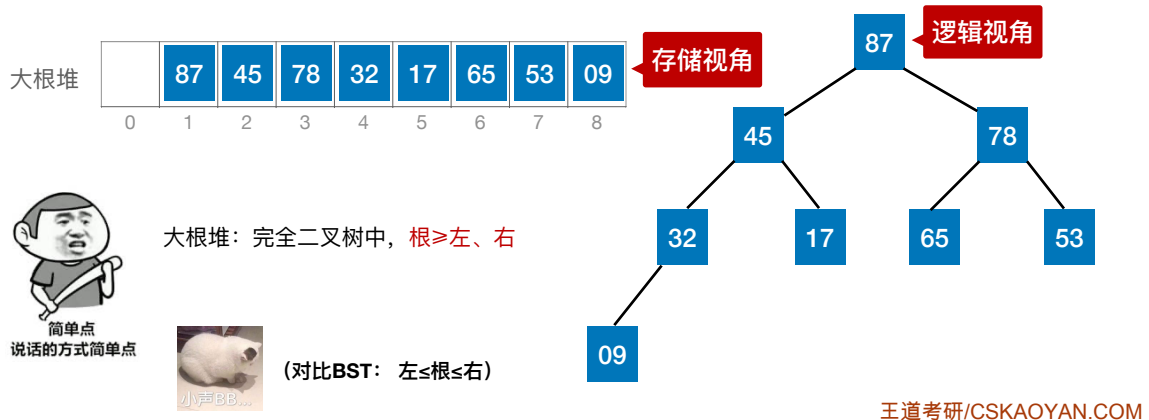 大根堆
87 45 78 32 17 65 53 09
0 1 2 3 4 5 6 7 8
存储视角
逻辑视角
87
45 78
32 17 65 53
09
大根堆：完全二叉树中，根≥左、右
简单点
说话的方式简单点
小声BB...
（对比BST： 左≤根≤右）
王道考研/CSKAOYAN.COM